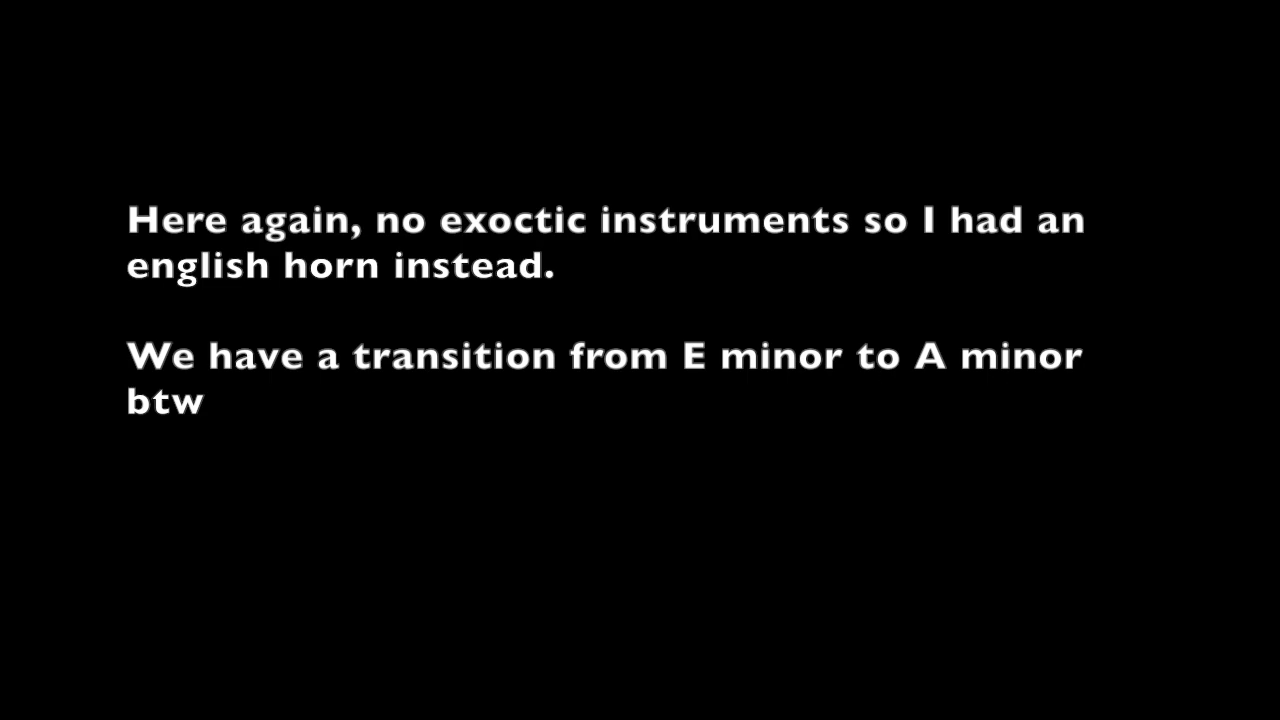 Here again, no exoctic instruments so I had an
english horn instead.
We have a transition from E minor to A minor
btw